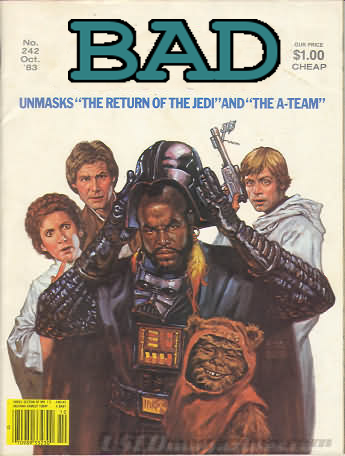 No.
242
Oct.
'83
BAD
OUR PRICE
$1.00
CHEAP
UNMASKS "THE RETURN OF THE JEDI" AND "THE A-TEAM"